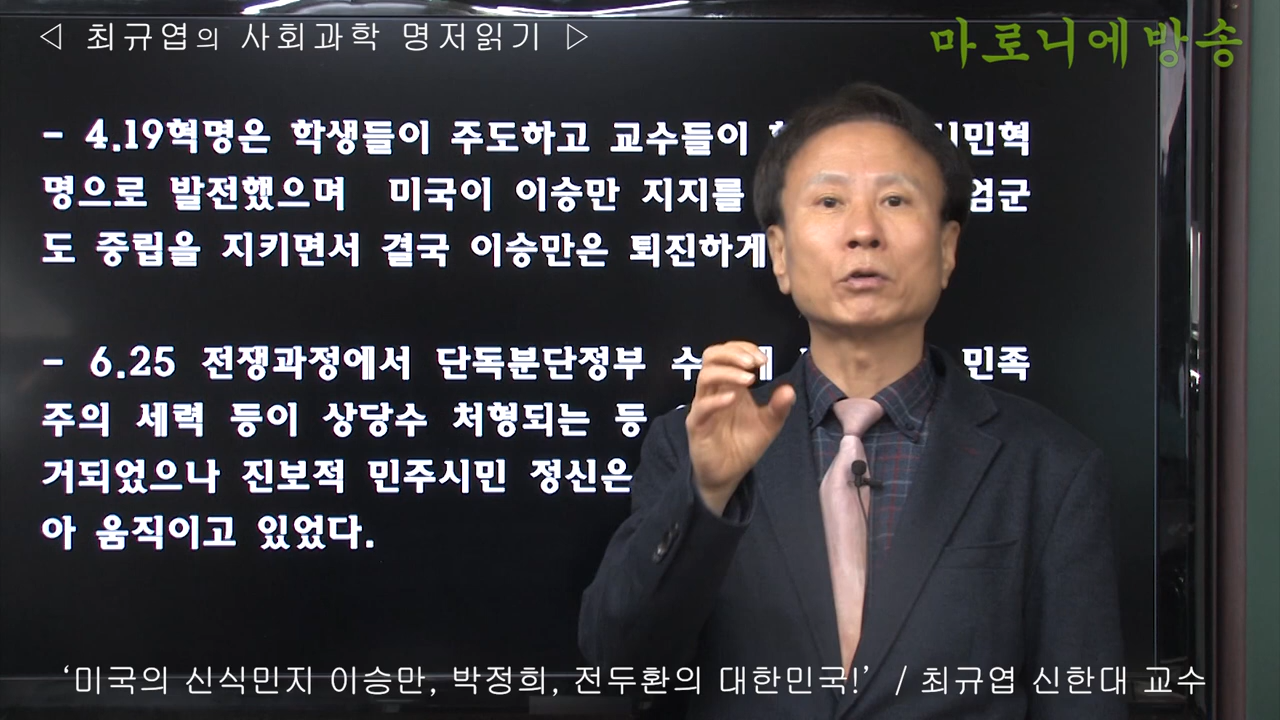 ◁ 최규엽의 사회과학 명저읽기 ▷
마로니에방송
- 4.19혁명은 학생들이 주도하고 교수들이 시민혁
명으로 발전했으며 미국이 이승만 지지를 엄군
도 중립을 지키면서 결국 이승만은 퇴진하게
- 6.25 전쟁과정에서 단독분단정부 민족
주의 세력 등이 상당수 처형되는 등
거되었으나 진보적 민주시민 정신은
아 움직이고 있었다.
‘미국의 신식민지 이승만, 박정희, 전두환의 대한민국!’ / 최규엽 신한대 교수